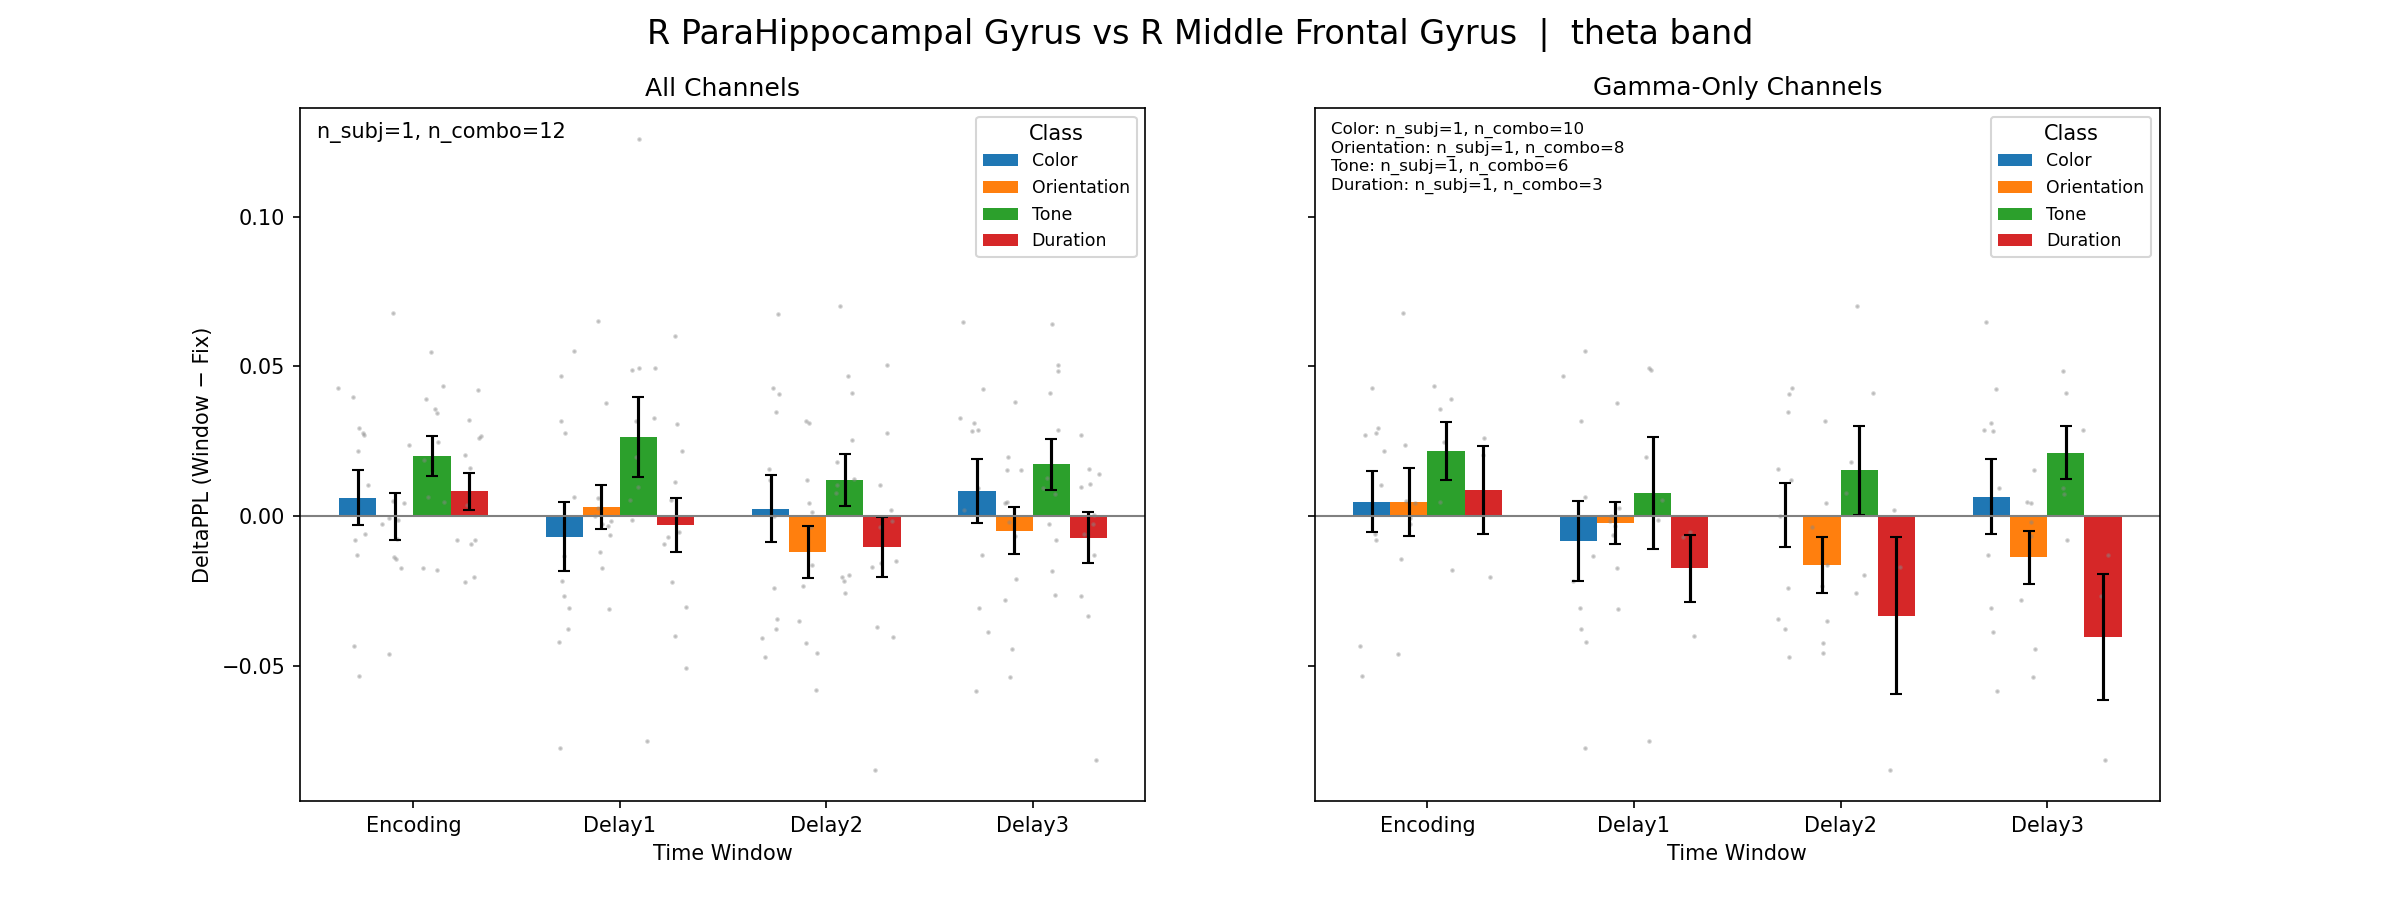 R ParaHippocampal Gyrus vs R Middle Frontal Gyrus | theta band
All Channels
n_subj=1, n_combo=12
Class
Color
Orientation
Tone
Duration
DeltaPPL (Window − Fix)
0.10
0.05
0.00
−0.05
Encoding
Delay1
Delay2
Delay3
Time Window
Gamma-Only Channels
Color: n_subj=1, n_combo=10
Orientation: n_subj=1, n_combo=8
Tone: n_subj=1, n_combo=6
Duration: n_subj=1, n_combo=3
Class
Color
Orientation
Tone
Duration
Encoding
Delay1
Delay2
Delay3
Time Window